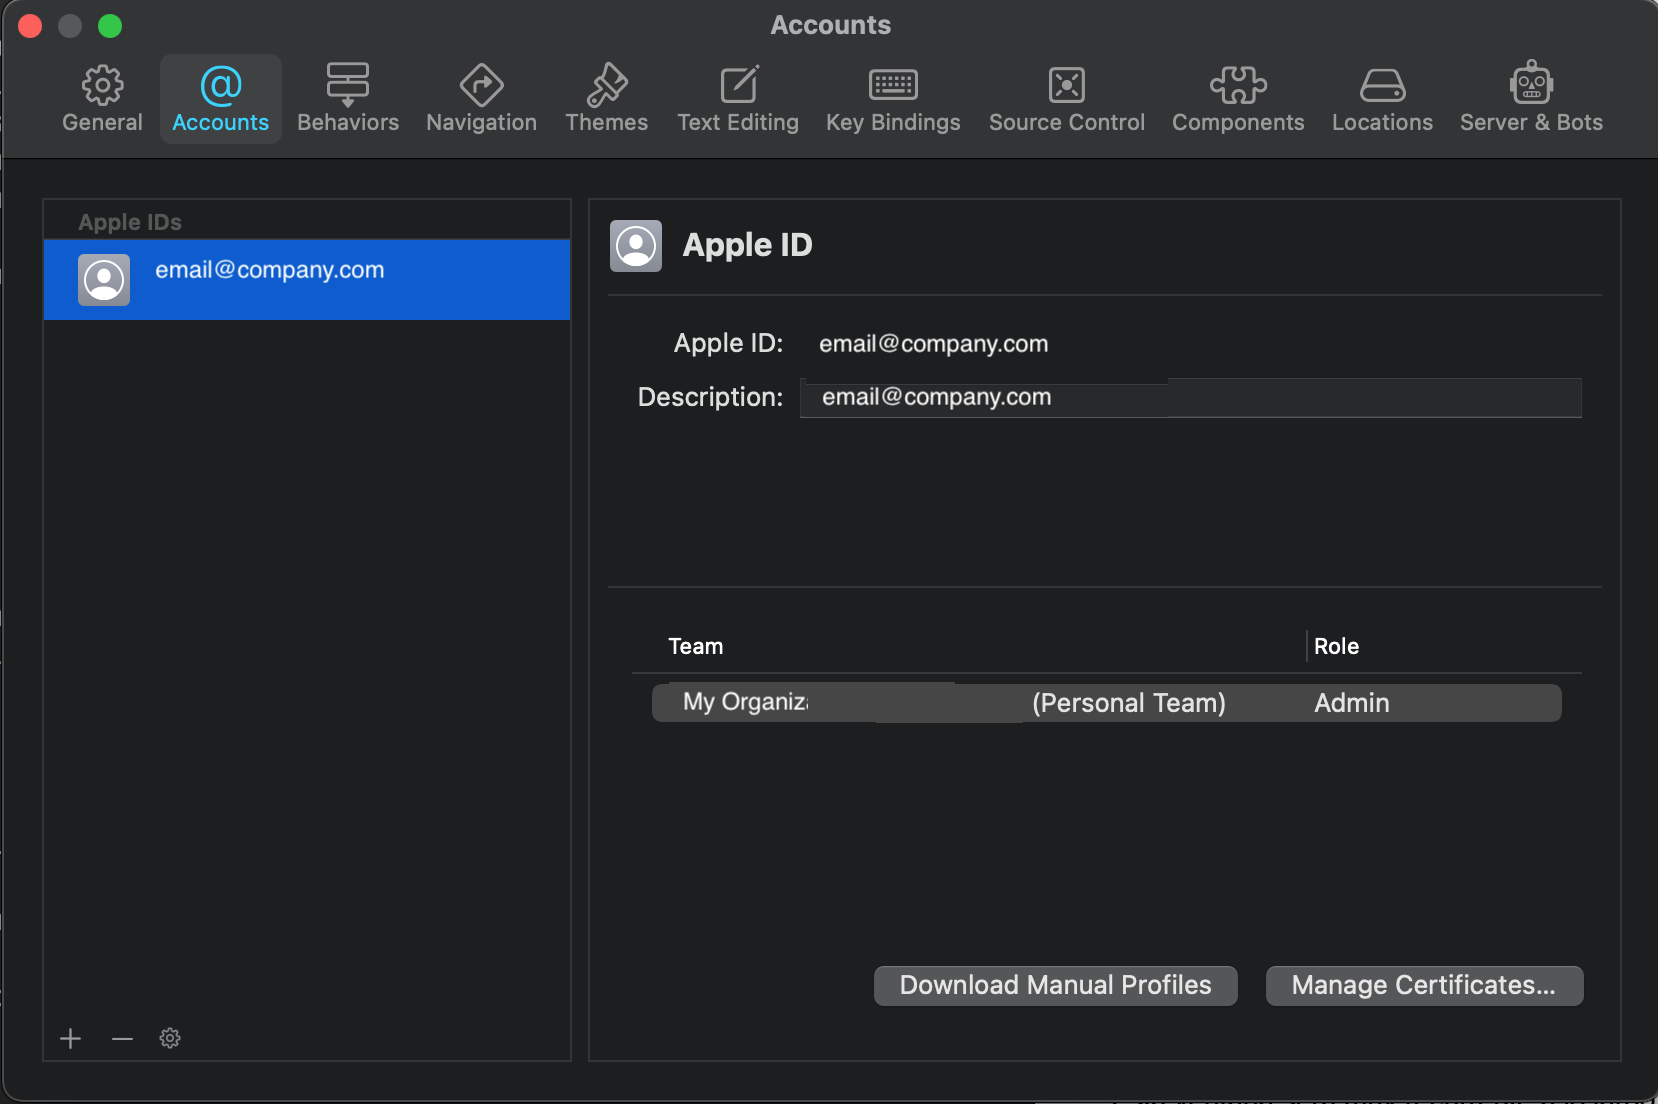 Accounts
General
Accounts
Behaviors
Navigation
Themes
Text Editing
Key Bindings
Source Control
Components
Locations
Server & Bots
Apple IDs
email@company.com
Apple ID
Apple ID: email@company.com
Description: email@company.com
Team Role
My Organiza (Personal Team) Admin
Download Manual Profiles Manage Certificates...